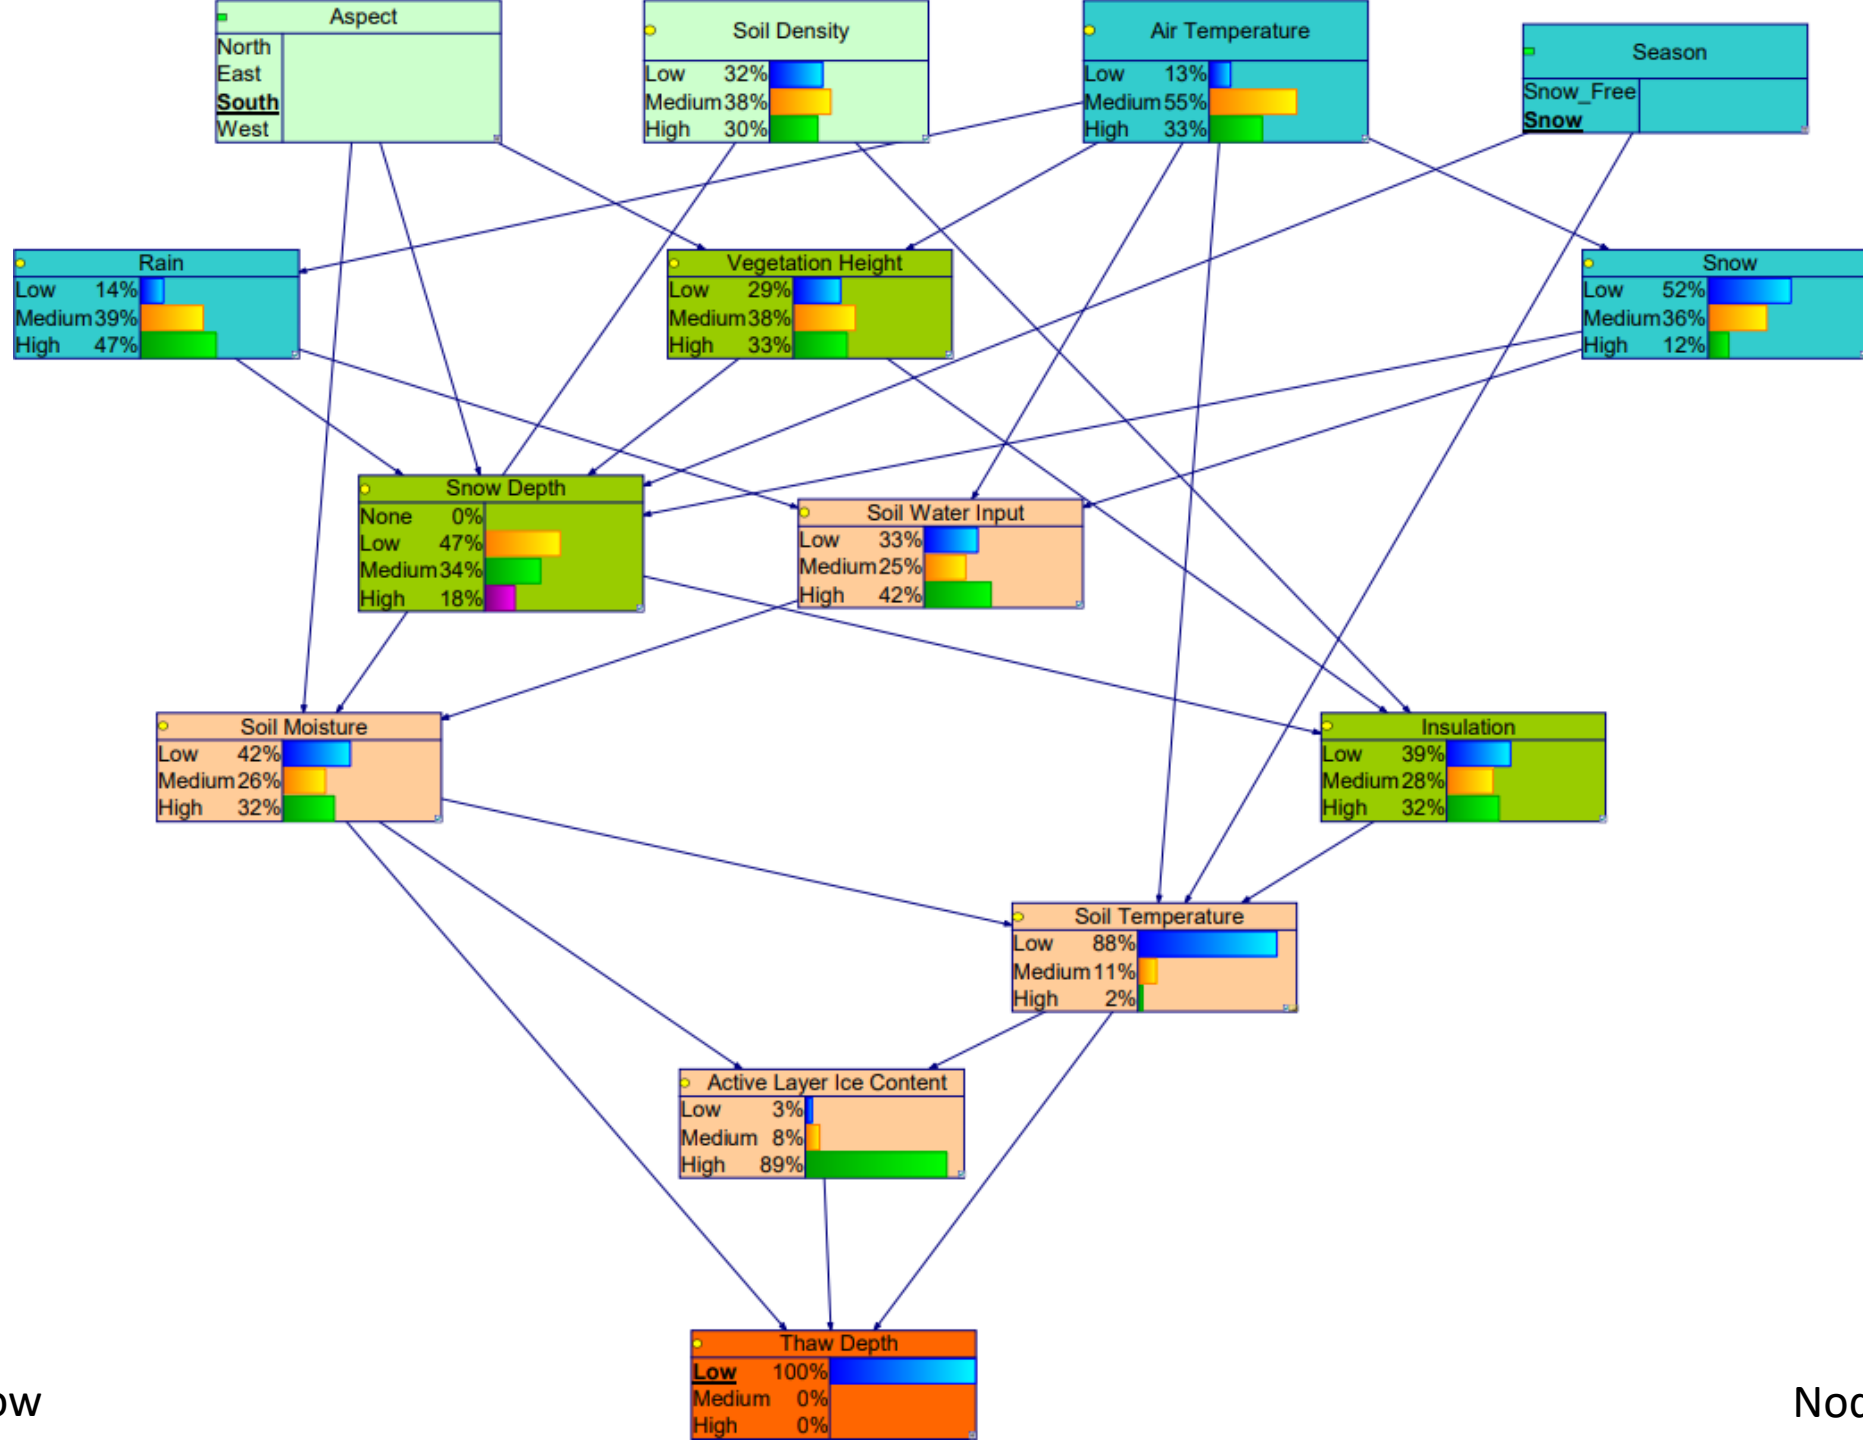 Aspect
North
East
South
West
Soil Density
Low 32%
Medium 38%
High 30%
Air Temperature
Low 13%
Medium 55%
High 33%
Season
Snow_Free
Snow
Rain
Low 14%
Medium 39%
High 47%
Vegetation Height
Low 29%
Medium 38%
High 33%
Snow
Low 52%
Medium 36%
High 12%
Snow Depth
None 0%
Low 47%
Medium 34%
High 18%
Soil Water Input
Low 33%
Medium 25%
High 42%
Soil Moisture
Low 42%
Medium 26%
High 32%
Insulation
Low 39%
Medium 28%
High 32%
Soil Temperature
Low 88%
Medium 11%
High 2%
Active Layer Ice Content
Low 3%
Medium 8%
High 89%
Thaw Depth
Low 100%
Medium 0%
High 0%
ow